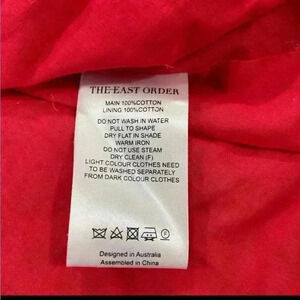 THE EAST ORDER
MAIN 100%COTTON
LINING 100%COTTON
DO NOT WASH IN WATER
PULL TO SHAPE
DRY FLAT IN SHADE
WARM IRON
DO NOT USE STEAM
DRY CLEAN (F)
LIGHT COLOUR CLOTHES NEED
TO BE WASHED SEPARATELY
FROM DARK COLOUR CLOTHES
Designed in Australia
Assembled in China